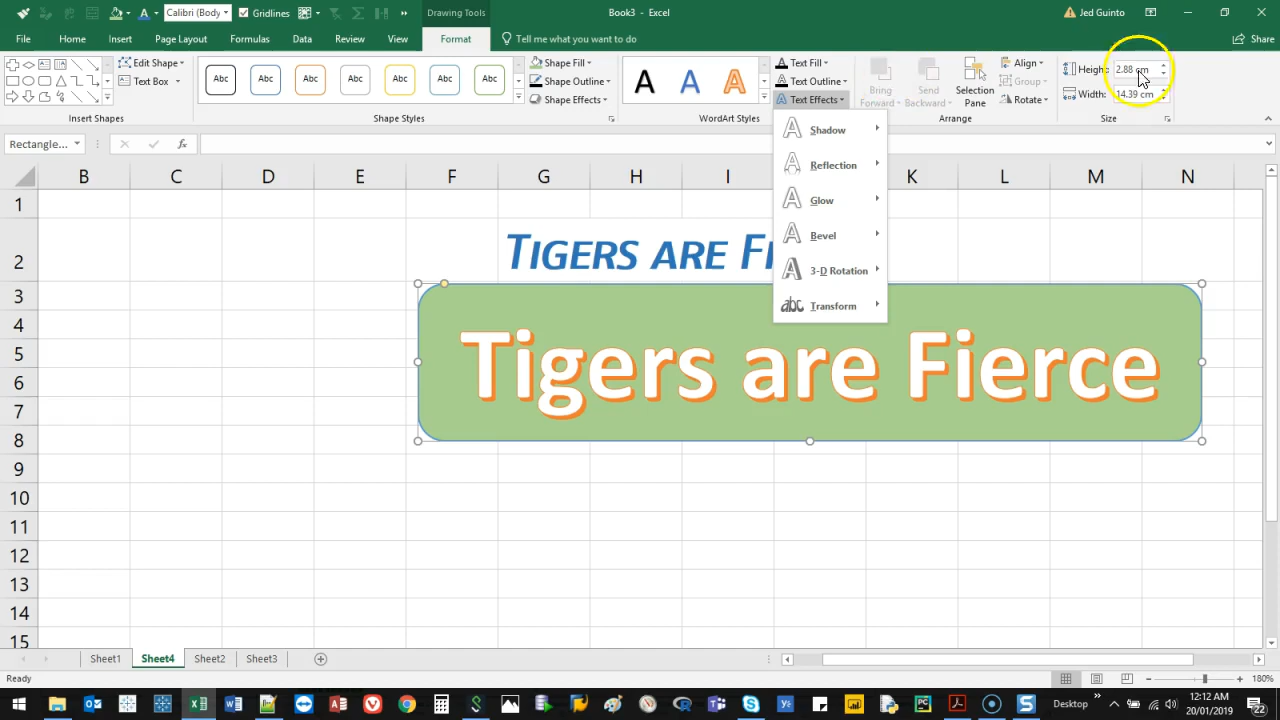 Calibri (Body
Gridlines
Drawing Tools
Book3 - Excel
Jed Guinto
File
Home
Insert
Page Layout
Formulas
Data
Review
View
Format
Tell me what you want to do
Share
Edit Shape
Text Box
Abc Abc Abc Abc Abc Abc
Shape Fill
Shape Outline
Shape Effects
A A A
Text Fill
Text Outline
Text Effects
Bring
Forward
Send
Backward
Selection
Pane
Align
Group
Rotate
Height: 2.88 cm
Width: 14.39 cm
Insert Shapes
Shape Styles
WordArt Styles
Arrange
Size
Rectangle...
fx
Shadow
Reflection
Glow
Bevel
3-D Rotation
abc Transform
B C D E F G H I K L M N
1
2
3
4
5
6
7
8
9
10
11
12
13
14
15
Tigers are Fi
Tigers are Fierce
Sheet1
Sheet4
Sheet2
Sheet3
Ready
180%
Desktop
12:12 AM
20/01/2019